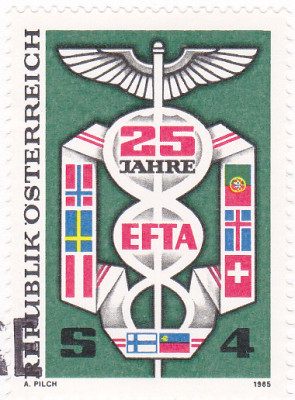 REPUBLIK ÖSTERREICH
25
JAHRE
EFTA
S 4
A. PILCH
1985